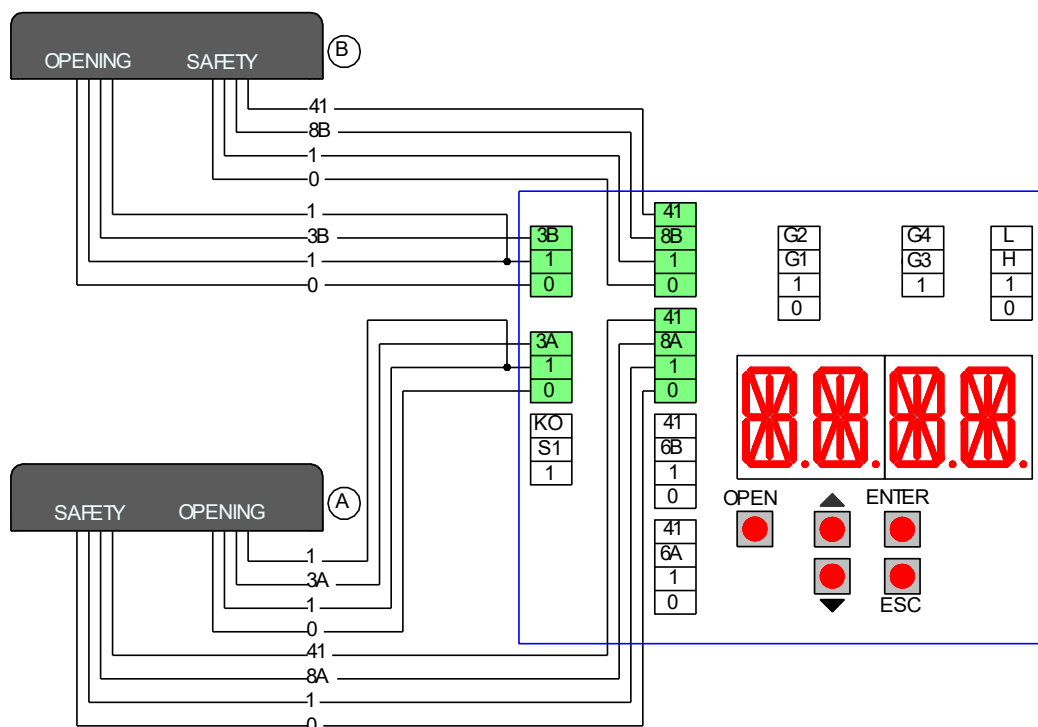 OPENING SAFETY B
41
8B
1
0
1
3B
1
0
3B
1
0
41
8B
1
0
G2
G1
1
0
G4
G3
1
L
H
1
0
3A
1
0
41
8A
1
0
KO
S1
1
41
6B
1
0
41
6A
1
0
OPEN ENTER
ESC
SAFETY OPENING A
1
3A
1
0
41
8A
1
0